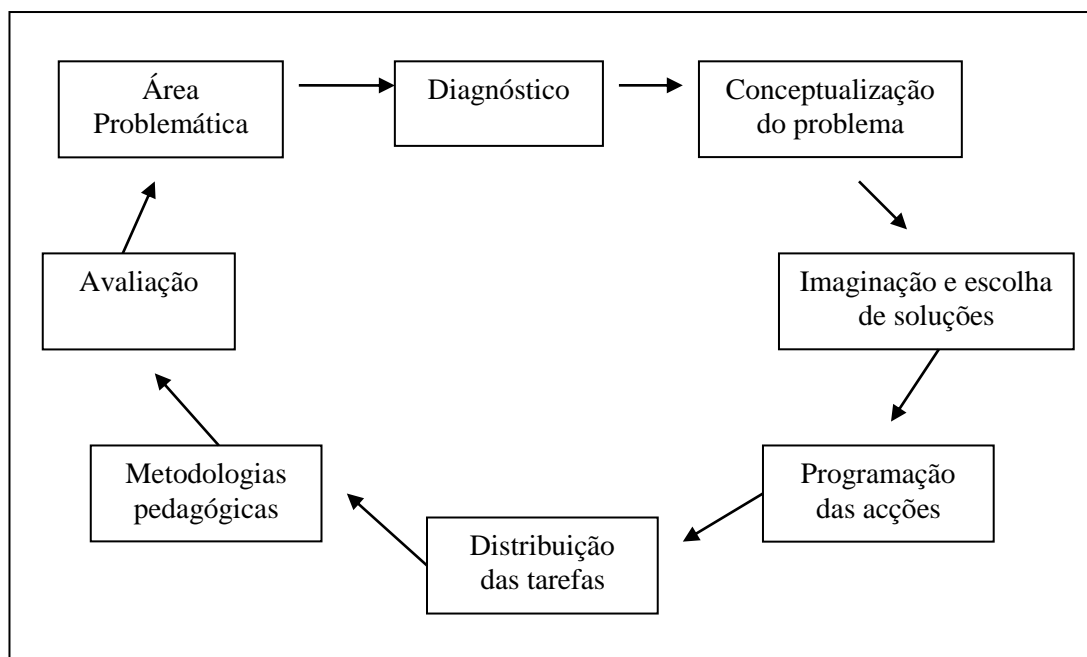 Área
Problemática
Diagnóstico
Conceptualização
do problema
Imaginação e escolha
de soluções
Programação
das acções
Distribuição
das tarefas
Metodologias
pedagógicas
Avaliação